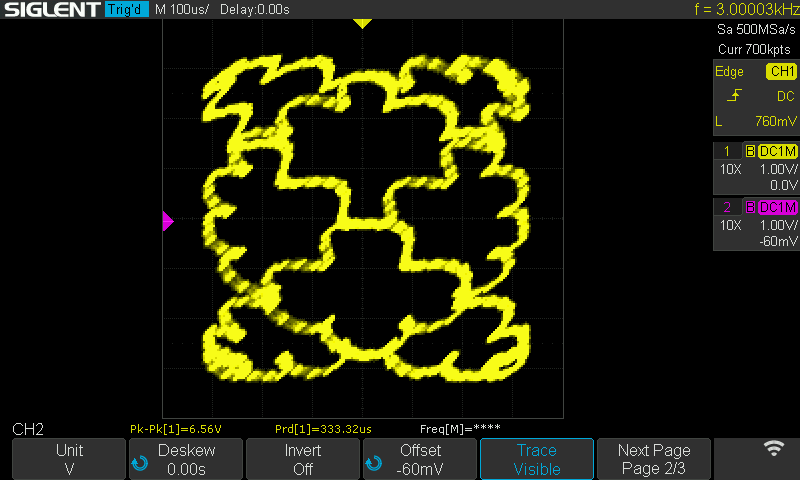 SIGLENT Trig'd M 100us/ Delay:0.00s f = 3.00003kHz
Sa 500MSa/s
Curr 700kpts
Edge CH1
DC
L 760mV
1 B DC1M
10X 1.00V/
0.0V
2 B DC1M
10X 1.00V/
-60mV
CH2 Pk-Pk[1]=6.56V Prd[1]=333.32us Freq[M]=****
Unit Deskew Invert Offset Trace Next Page
V 0.00s Off -60mV Visible Page 2/3